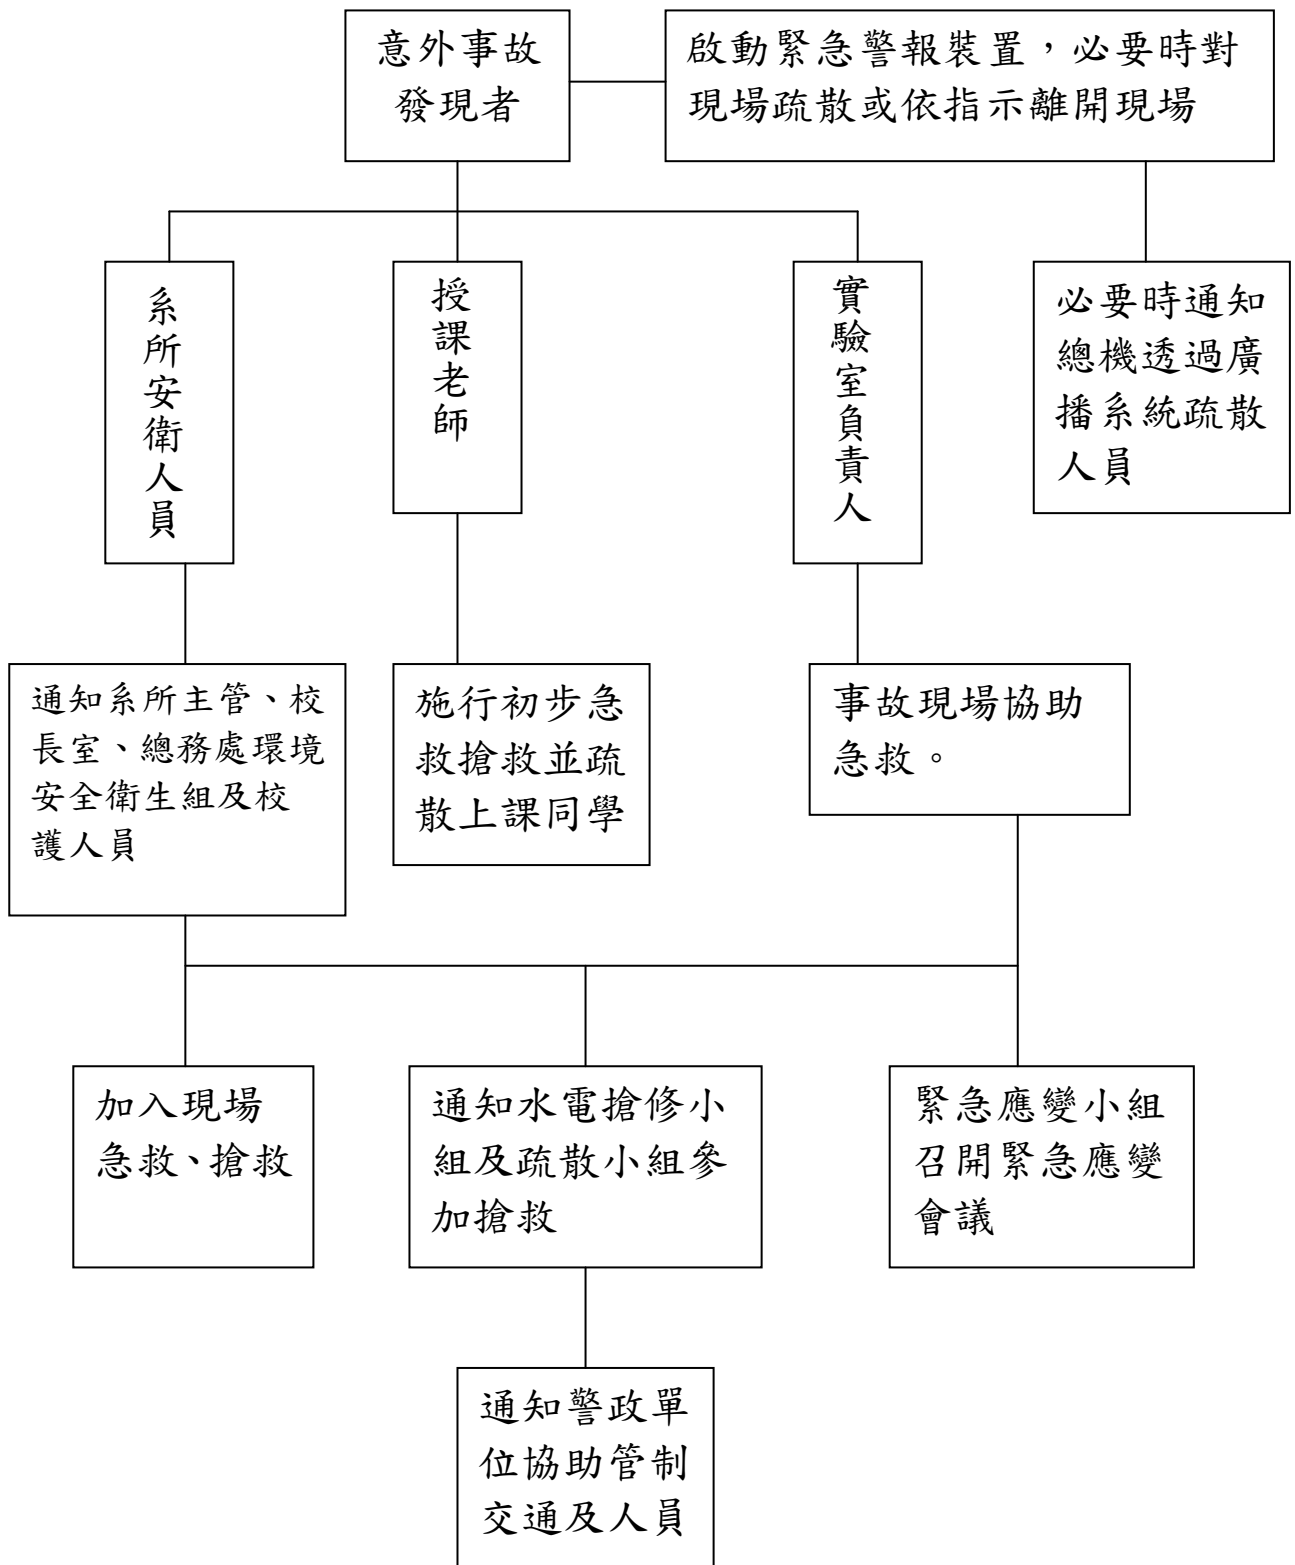 意外事故
發現者
啟動緊急警報裝置，必要時對
現場疏散或依指示離開現場
系所安衛人員
授課老師
實驗室負責人
必要時通知
總機透過廣
播系統疏散
人員
通知系所主管、校
長室、總務處環境
安全衛生組及校
護人員
施行初步急
救搶救並疏
散上課同學
事故現場協助
急救。
加入現場
急救、搶救
通知水電搶修小
組及疏散小組參
加搶救
緊急應變小組
召開緊急應變
會議
通知警政單
位協助管制
交通及人員